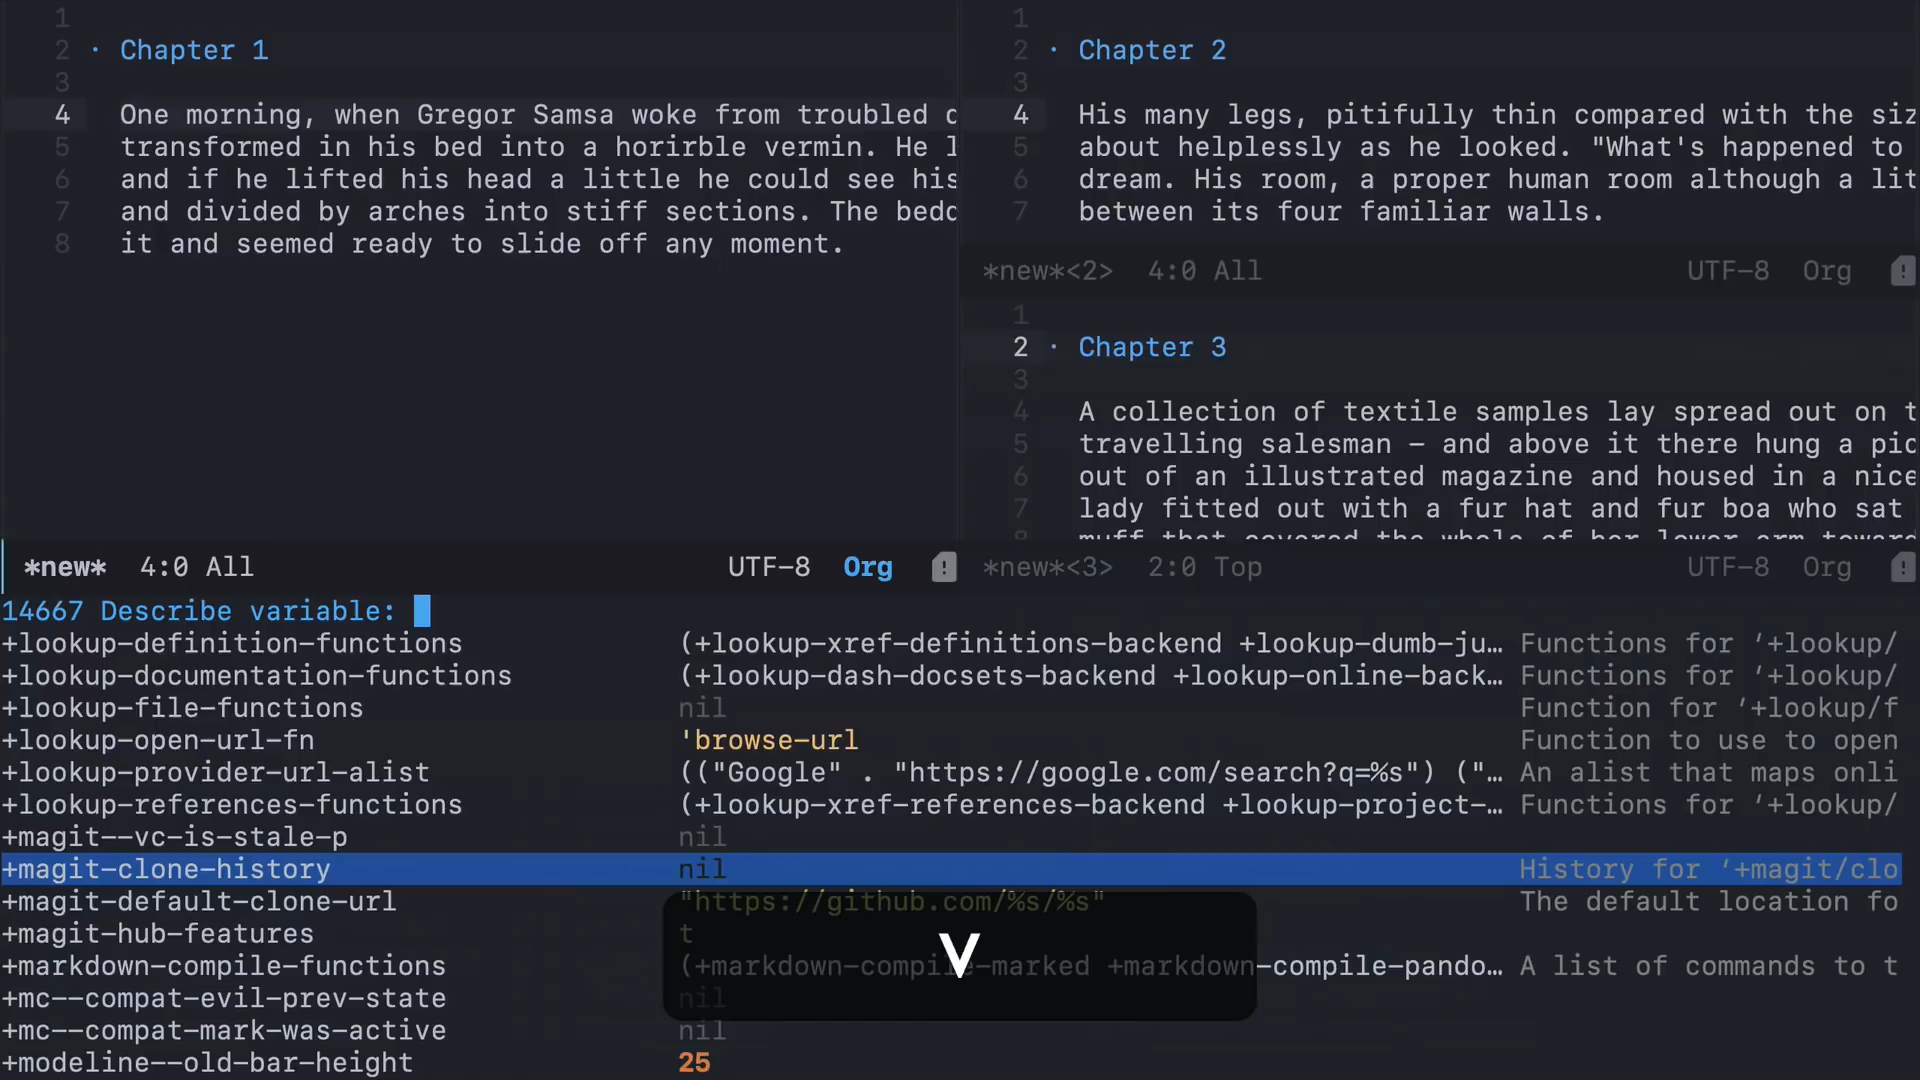 1
2 · Chapter 1
3
4 One morning, when Gregor Samsa woke from troubled
5 transformed in his bed into a horirble vermin. He
6 and if he lifted his head a little he could see his
7 and divided by arches into stiff sections. The
8 it and seemed ready to slide off any moment.
*new* 4:0 All UTF-8 Org !
1
2 · Chapter 2
3
4 His many legs, pitifully thin compared with the siz
5 about helplessly as he looked. "What's happened to
6 dream. His room, a proper human room although a lit
7 between its four familiar walls.
*new*<2> 4:0 All UTF-8 Org !
1
2 · Chapter 3
3
4 A collection of textile samples lay spread out on t
5 travelling salesman – and above it there hung a pic
6 out of an illustrated magazine and housed in a nice
7 lady fitted out with a fur hat and fur boa who sat
8 muff that covered the whole of her lower arm toward
*new*<3> 2:0 Top UTF-8 Org !
14667 Describe variable:
+lookup-definition-functions (+lookup-xref-definitions-backend +lookup-dumb-ju… Functions for ‘+lookup/
+lookup-documentation-functions (+lookup-dash-docsets-backend +lookup-online-back… Functions for ‘+lookup/
+lookup-file-functions nil Function for ‘+lookup/f
+lookup-open-url-fn 'browse-url Function to use to open
+lookup-provider-url-alist (("Google" . "https://google.com/search?q=%s") ("… An alist that maps onli
+lookup-references-functions (+lookup-xref-references-backend +lookup-project-… Functions for ‘+lookup/
+magit--vc-is-stale-p nil
+magit-clone-history nil History for ‘+magit/clo
+magit-default-clone-url "https://github.com/%s/%s" The default location fo
+magit-hub-features t
+markdown-compile-functions (+markdown-compile-marked +markdown-compile-pando… A list of commands to t
+mc--compat-evil-prev-state nil
+mc--compat-mark-was-active nil
+modeline--old-bar-height 25
v